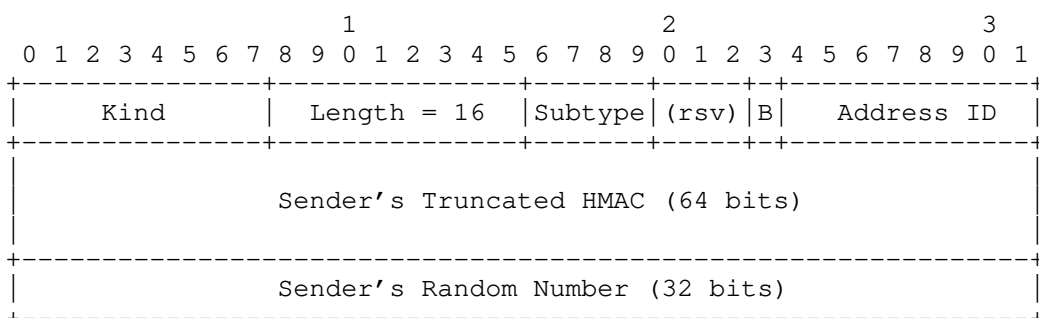 1                   2                   3
 0 1 2 3 4 5 6 7 8 9 0 1 2 3 4 5 6 7 8 9 0 1 2 3 4 5 6 7 8 9 0 1
+---------------+---------------+-------+-----+-+---------------+
|     Kind      |  Length = 16  |Subtype|(rsv)|B|   Address ID  |
+---------------+---------------+-------+-----+-+---------------+
|                                                               |
|                Sender's Truncated HMAC (64 bits)              |
|                                                               |
+---------------------------------------------------------------+
|                Sender's Random Number (32 bits)               |
+---------------------------------------------------------------+